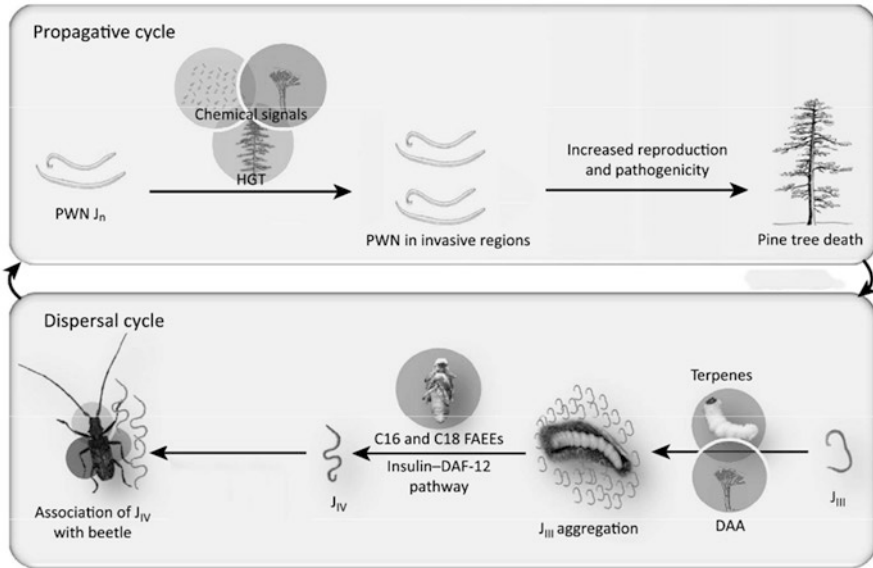 Propagative cycle
Chemical signals
HGT
PWN Jn
PWN in invasive regions
Increased reproduction
and pathogenicity
Pine tree death
Dispersal cycle
Association of JIV
with beetle
JIV
C16 and C18 FAEEs
Insulin–DAF-12
pathway
JIII aggregation
Terpenes
DAA
JIII